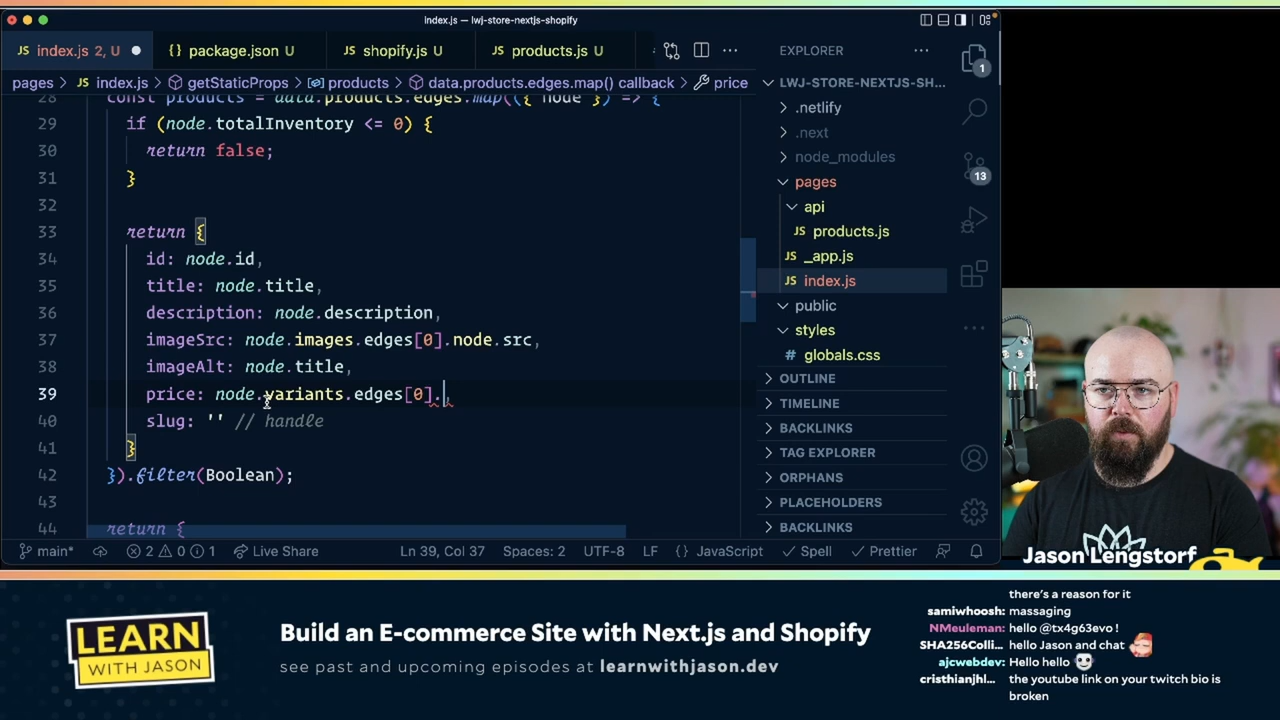 index.js — lwj-store-nextjs-shopify
JS index.js 2, U
package.json U
JS shopify.js U
JS products.js U
EXPLORER
pages > JS index.js > getStaticProps > products > data.products.edges.map() callback > price
LWJ-STORE-NEXTJS-SH...
28 const products = data.products.edges.map(({ node }) => {
29 if (node.totalInventory <= 0) {
30 return false;
31 }
32
33 return {
34 id: node.id,
35 title: node.title,
36 description: node.description,
37 imageSrc: node.images.edges[0].node.src,
38 imageAlt: node.title,
39 price: node.variants.edges[0].,
40 slug: '' // handle
41 }
42 }).filter(Boolean);
43
44 return {
.netlify
.next
node_modules
pages
api
JS products.js
JS _app.js
JS index.js
public
styles
# globals.css
OUTLINE
TIMELINE
BACKLINKS
TAG EXPLORER
ORPHANS
PLACEHOLDERS
BACKLINKS
1
13
main* 2 0 1 Live Share Ln 39, Col 37 Spaces: 2 UTF-8 LF {} JavaScript Spell Prettier
Jason Lengstorf
LEARN
WITH JASON
Build an E-commerce Site with Next.js and Shopify
see past and upcoming episodes at learnwithjason.dev
there's a reason for it
samiwhoosh: massaging
NMeuleman: hello @tx4g63evo !
SHA256Colli... hello Jason and chat
ajcwebdev: Hello hello
cristhianjhl... the youtube link on your twitch bio is
broken